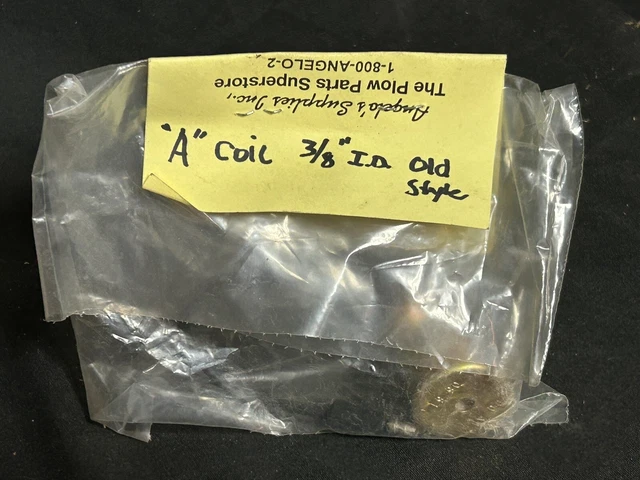 Angelo's Supplies Inc.,
The Plow Parts Superstore
1-800-ANGELO-2
"A" Coil 3/8" I.D. Old
Style